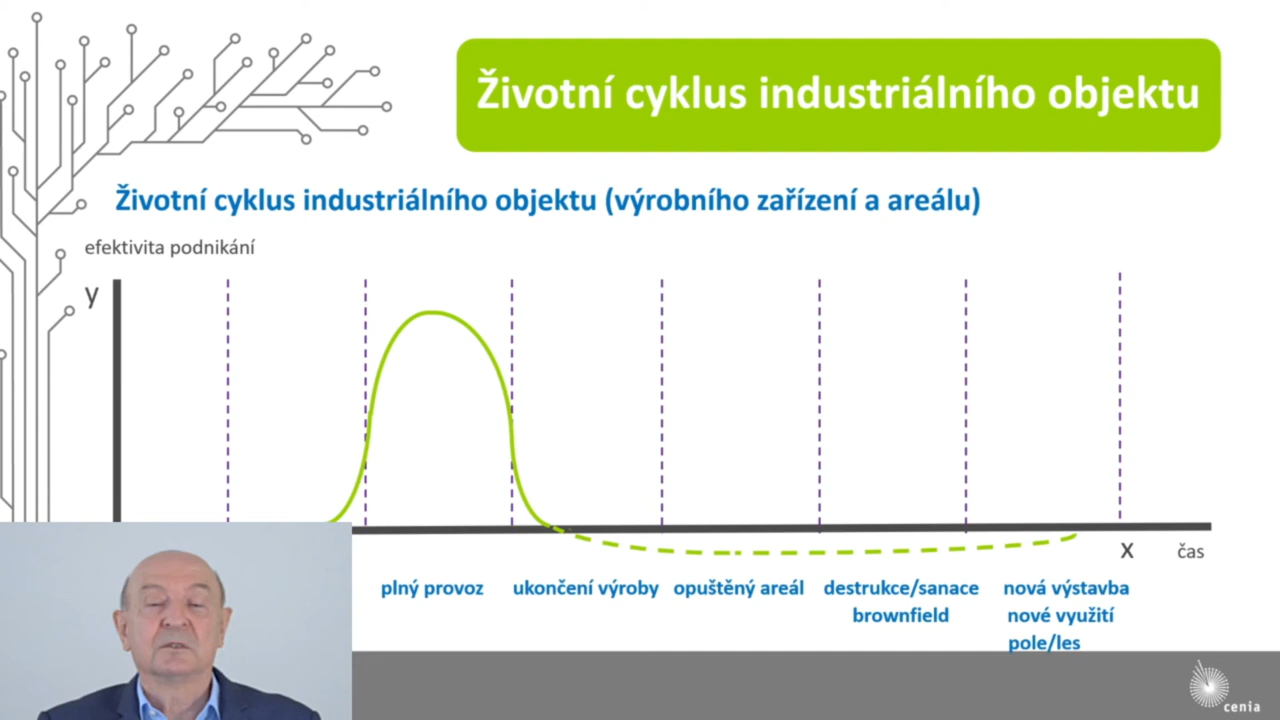 Životní cyklus industriálního objektu
Životní cyklus industriálního objektu (výrobního zařízení a areálu)
efektivita podnikání
y
x
čas
plný provoz
ukončení výroby
opuštěný areál
destrukce/sanace
brownfield
nová výstavba
nové využití
pole/les
cenia